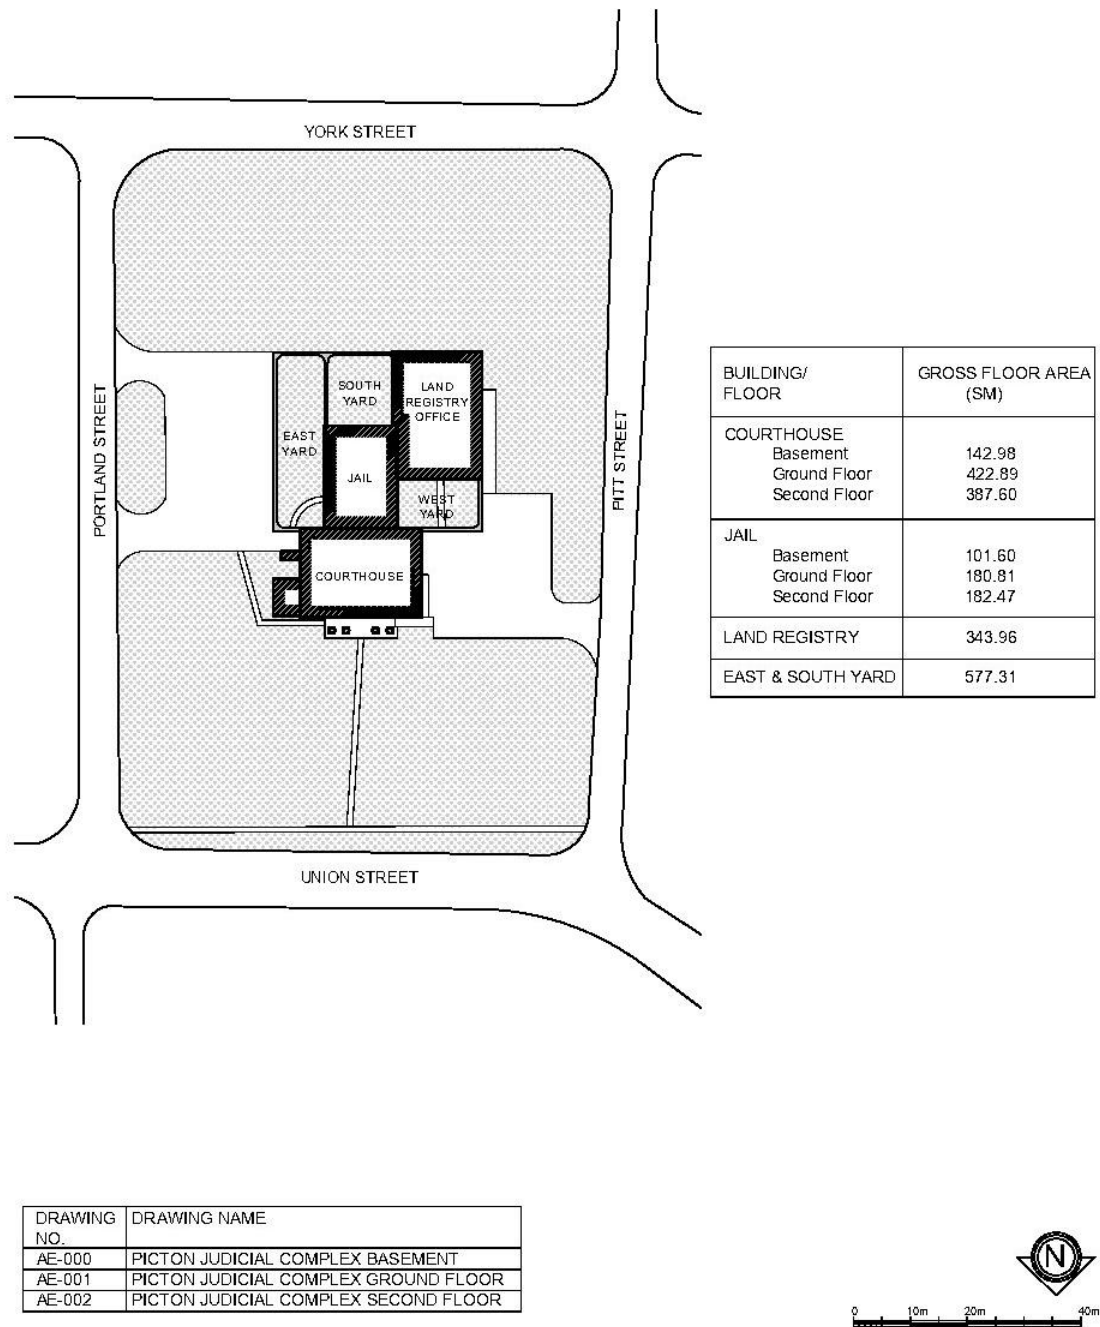 YORK STREET
PORTLAND STREET
PITT STREET
SOUTH
YARD
LAND
REGISTRY
OFFICE
EAST
YARD
JAIL
WEST
YARD
COURTHOUSE
UNION STREET
BUILDING/ GROSS FLOOR AREA
FLOOR (SM)
COURTHOUSE
Basement 142.98
Ground Floor 422.89
Second Floor 387.60
JAIL
Basement 101.60
Ground Floor 180.81
Second Floor 182.47
LAND REGISTRY 343.96
EAST & SOUTH YARD 577.31
DRAWING DRAWING NAME
NO.
AE-000 PICTON JUDICIAL COMPLEX BASEMENT
AE-001 PICTON JUDICIAL COMPLEX GROUND FLOOR
AE-002 PICTON JUDICIAL COMPLEX SECOND FLOOR
N
0 10m 20m 40m